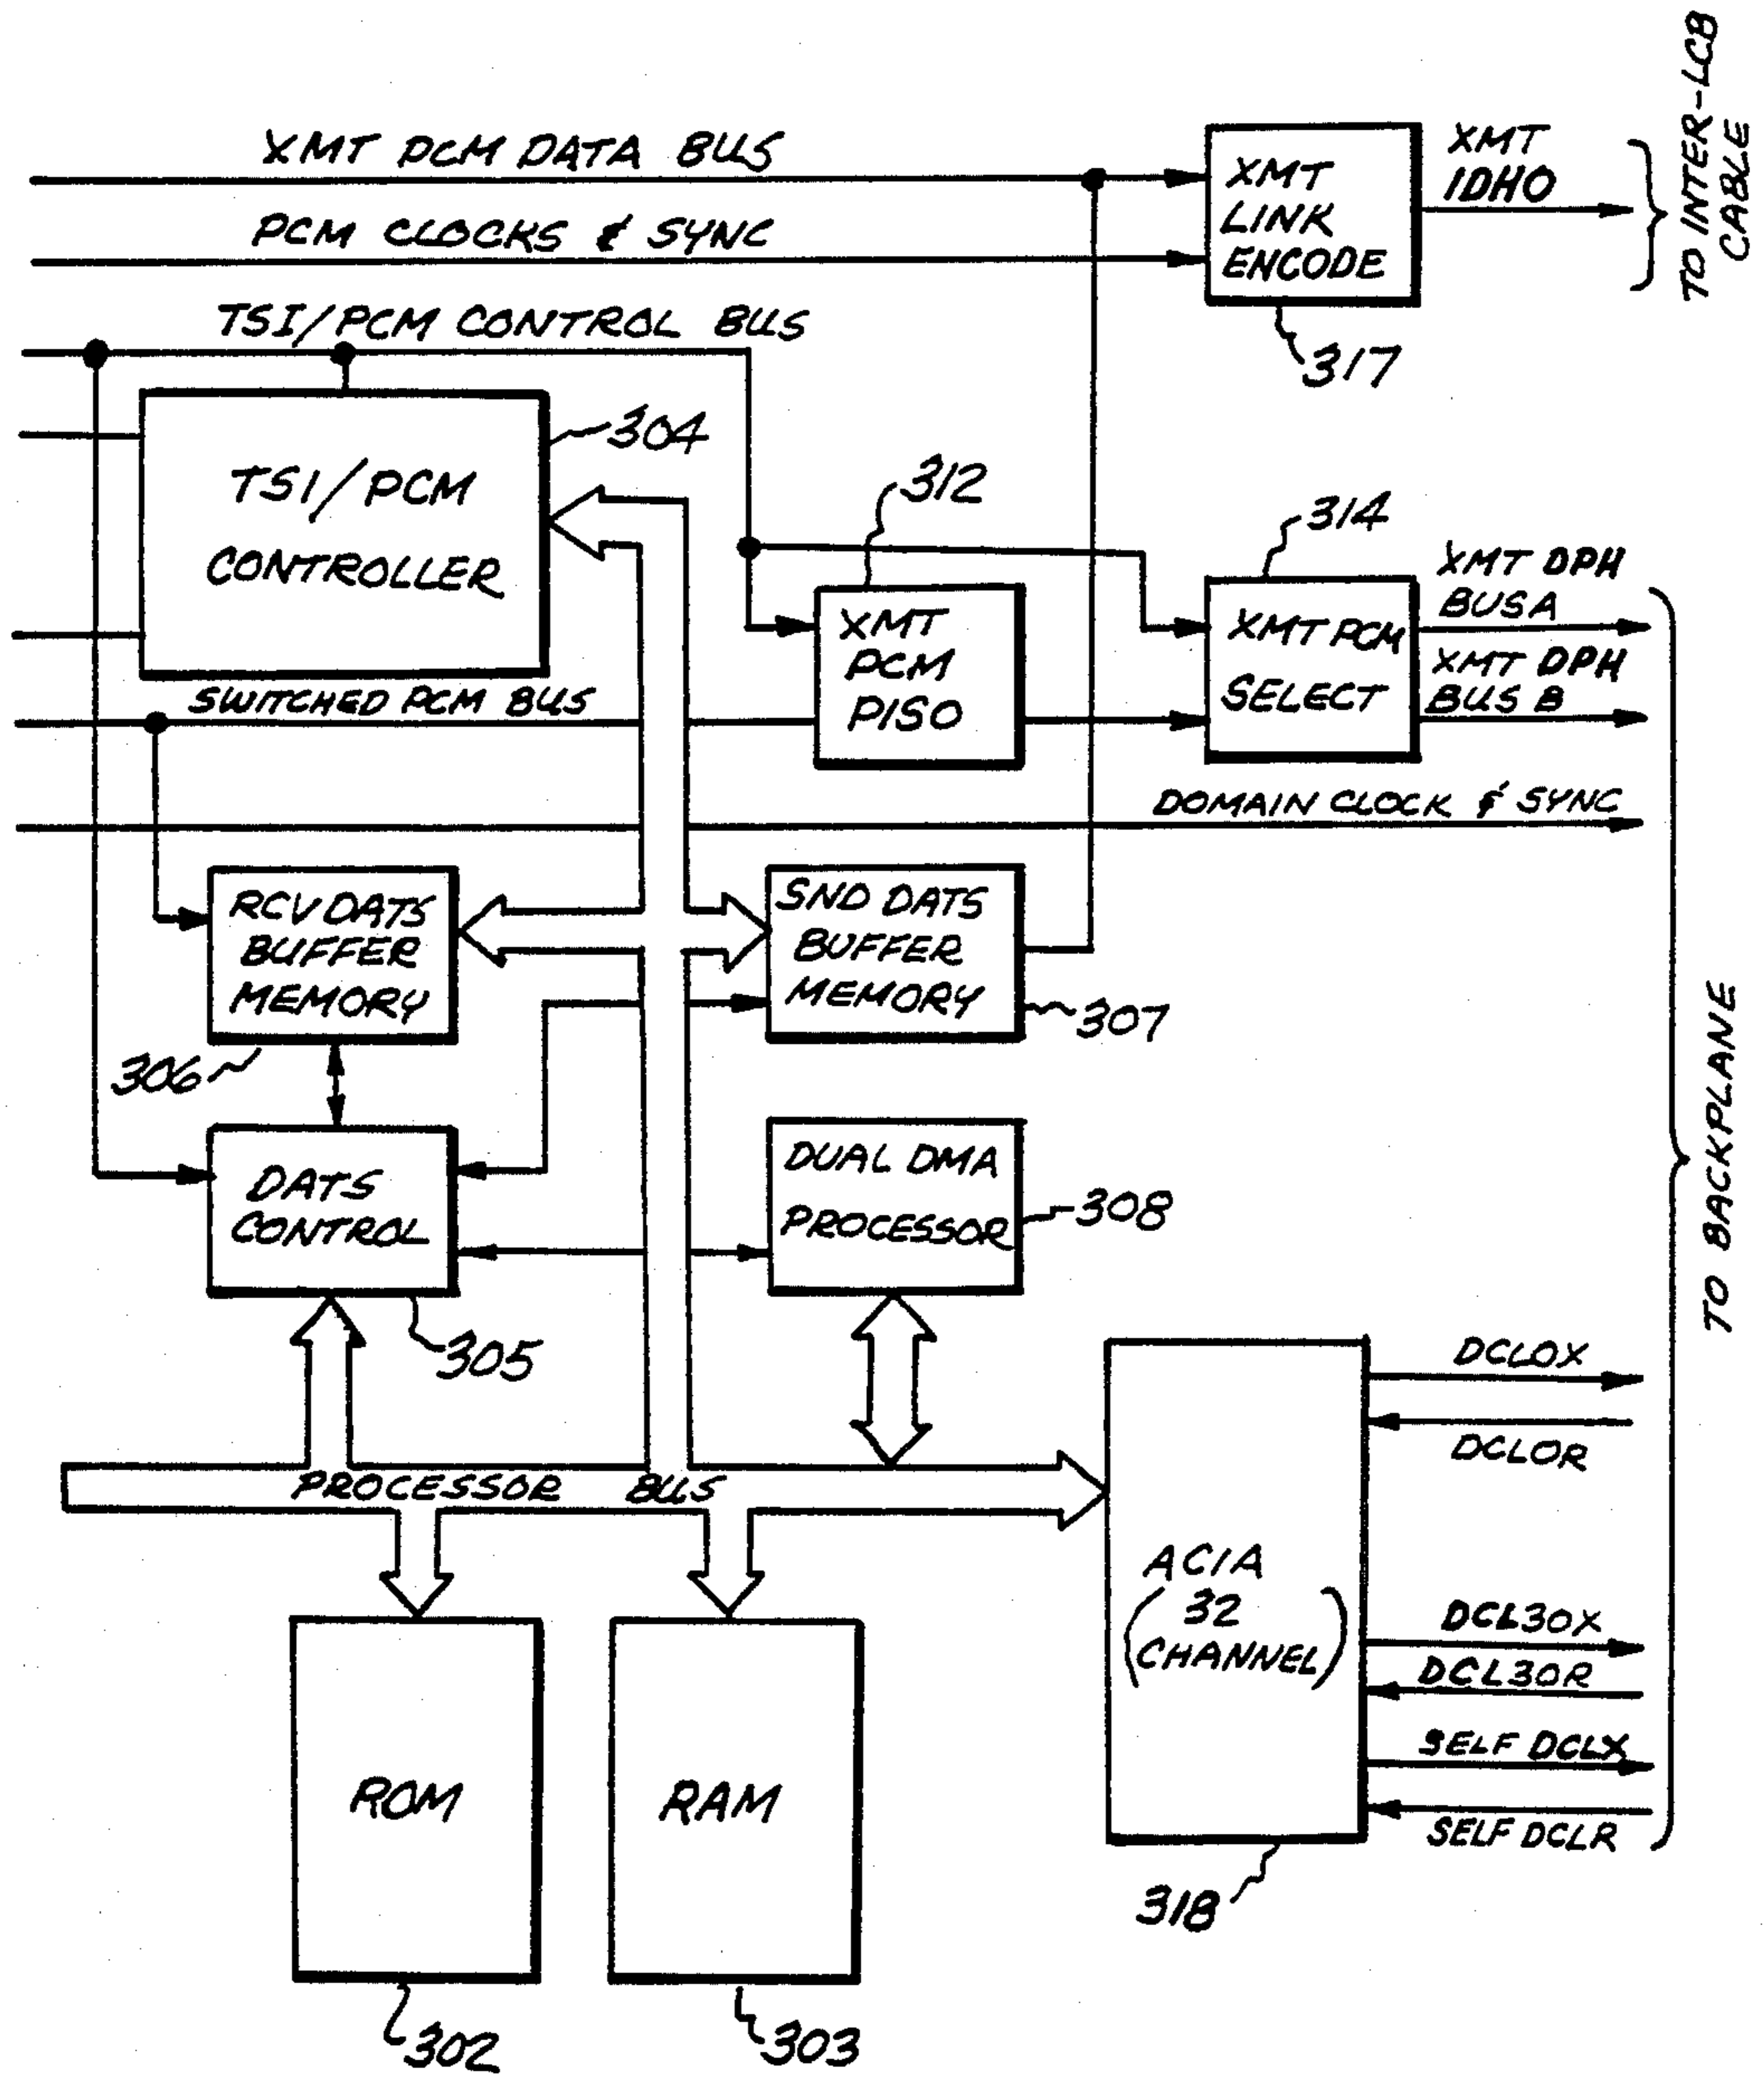 XMT PCM DATA BUS
PCM CLOCKS & SYNC
TSI/PCM CONTROL BUS
XMT
LINK
ENCODE
317
XMT
IDHO
TO INTER-LCB
CABLE
TSI/PCM
CONTROLLER
304
312
XMT
PCM
PISO
314
XMT PCM
SELECT
XMT DPH
BUSA
XMT DPH
BUS B
SWITCHED PCM BUS
DOMAIN CLOCK & SYNC
RCV DATS
BUFFER
MEMORY
306
SND DATS
BUFFER
MEMORY
307
DATS
CONTROL
305
DUAL DMA
PROCESSOR
308
TO BACKPLANE
PROCESSOR BUS
ACIA
(32
CHANNEL)
318
DCLOX
DCLOR
DCL30X
DCL30R
SELF DCLX
SELF DCLR
ROM
302
RAM
303